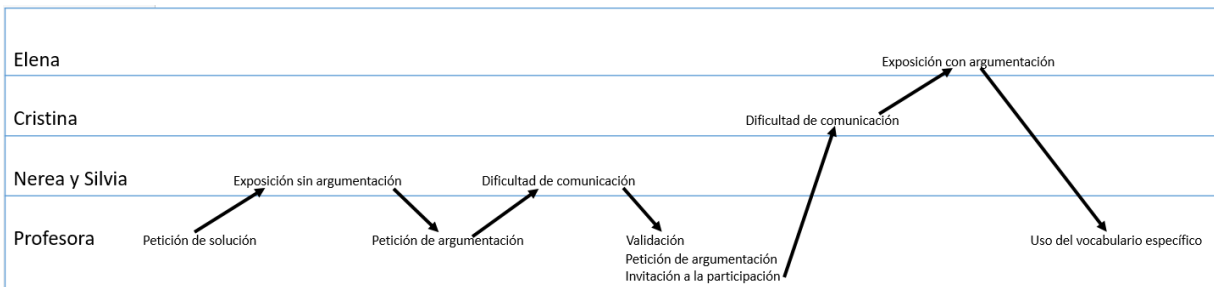 Elena
Exposición con argumentación
Cristina
Dificultad de comunicación
Nerea y Silvia
Exposición sin argumentación
Dificultad de comunicación
Profesora
Petición de solución
Petición de argumentación
Validación
Petición de argumentación
Invitación a la participación
Uso del vocabulario específico